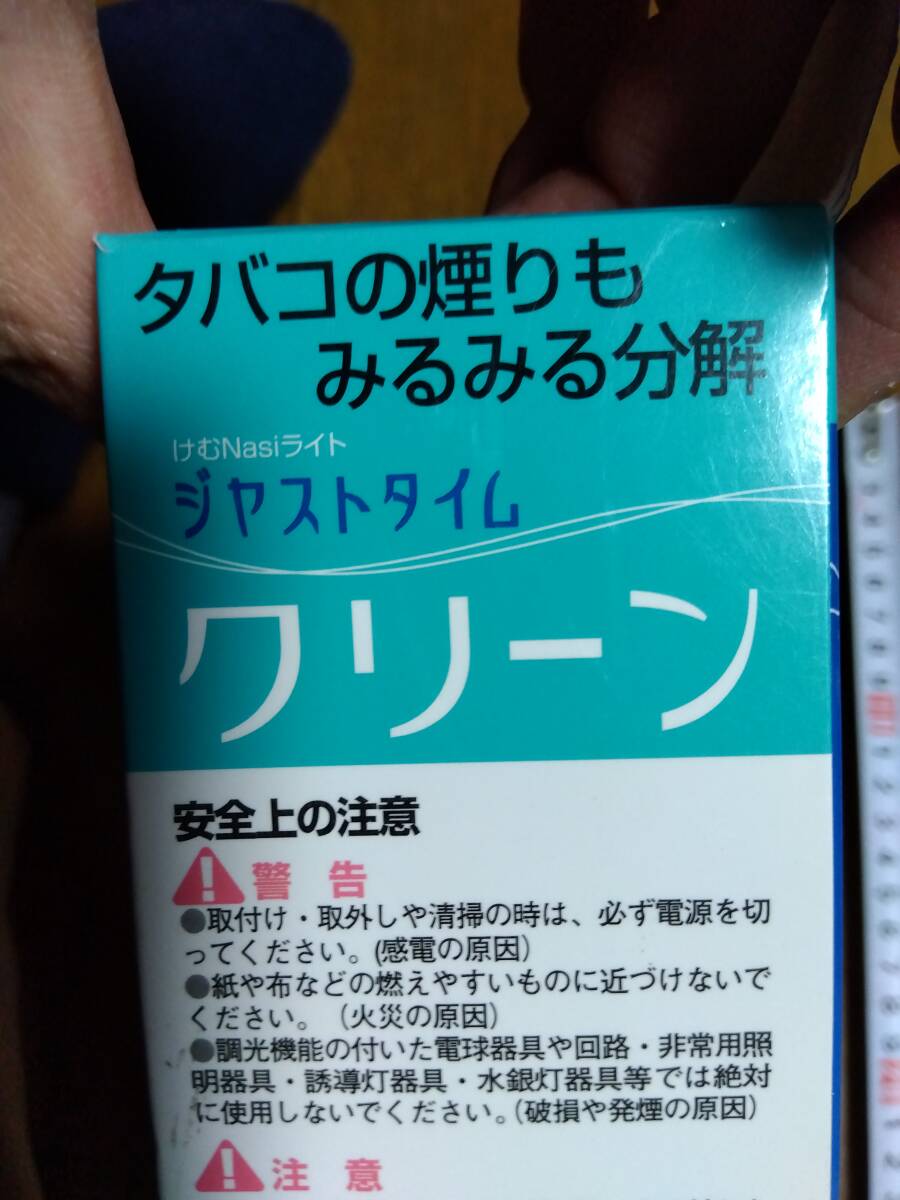 タバコの煙りも
みるみる分解
けむNasiライト
ジヤストタイム
クリーン
安全上の注意
警 告
●取付け・取外しや清掃の時は、必ず電源を切
ってください。(感電の原因)
●紙や布などの燃えやすいものに近づけないで
ください。(火災の原因)
●調光機能の付いた電球器具や回路・非常用照
明器具・誘導灯器具・水銀灯器具等では絶対
に使用しないでください。(破損や発煙の原因)
注 意